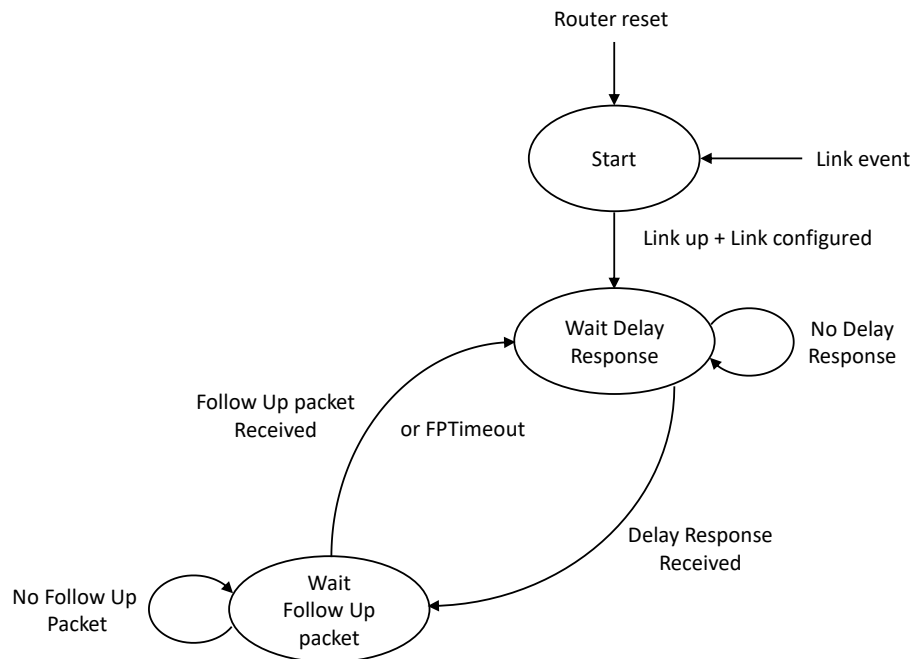 Router reset
Start
Link event
Link up + Link configured
Wait Delay
Response
No Delay
Response
Follow Up packet
Received
or FPTimeout
Delay Response
Received
No Follow Up
Packet
Wait
Follow Up
packet